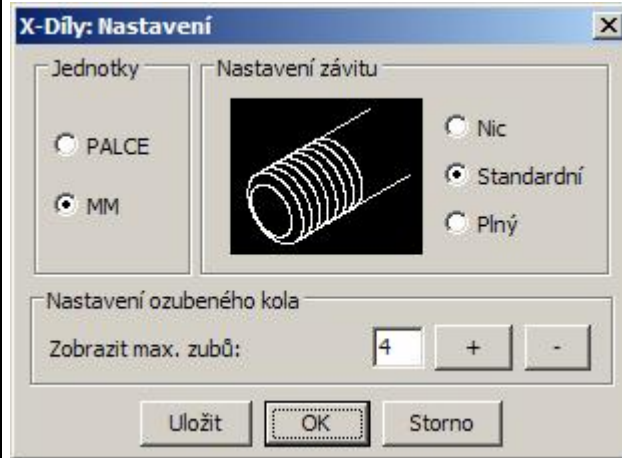 X-Díly: Nastavení
Jednotky
PALCE
MM
Nastavení závitu
Nic
Standardní
Plný
Nastavení ozubeného kola
Zobrazit max. zubů: 4 + -
Uložit OK Storno